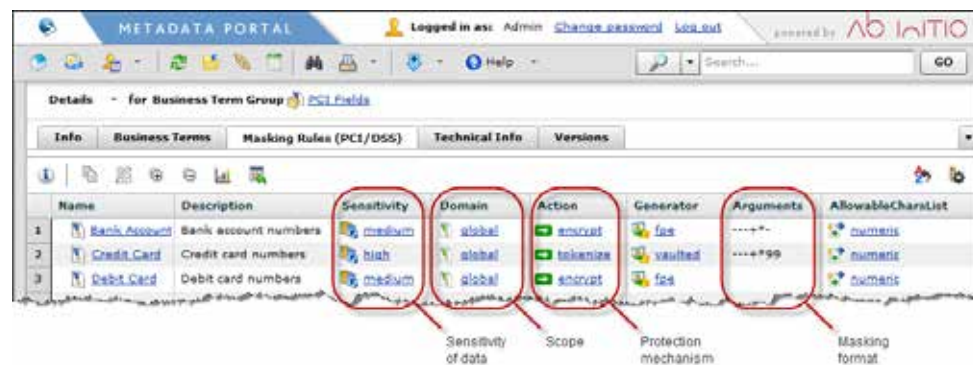 METADATA PORTAL
Logged in as: Admin Change password Log out
powered by Ab InITIO
Help
Search...
GO
Details - for Business Term Group PCI Fields
Info Business Terms Masking Rules (PCI/DSS) Technical Info Versions
Name Description Sensitivity Domain Action Generator Arguments AllowableCharsList
1 Bank Account Bank account numbers medium global encrypt fpe ---+*- numeric
2 Credit Card Credit card numbers high global tokenize vaulted ---+*99 numeric
3 Debit Card Debit card numbers medium global encrypt fpe numeric
Sensitivity of data
Scope
Protection mechanism
Masking format